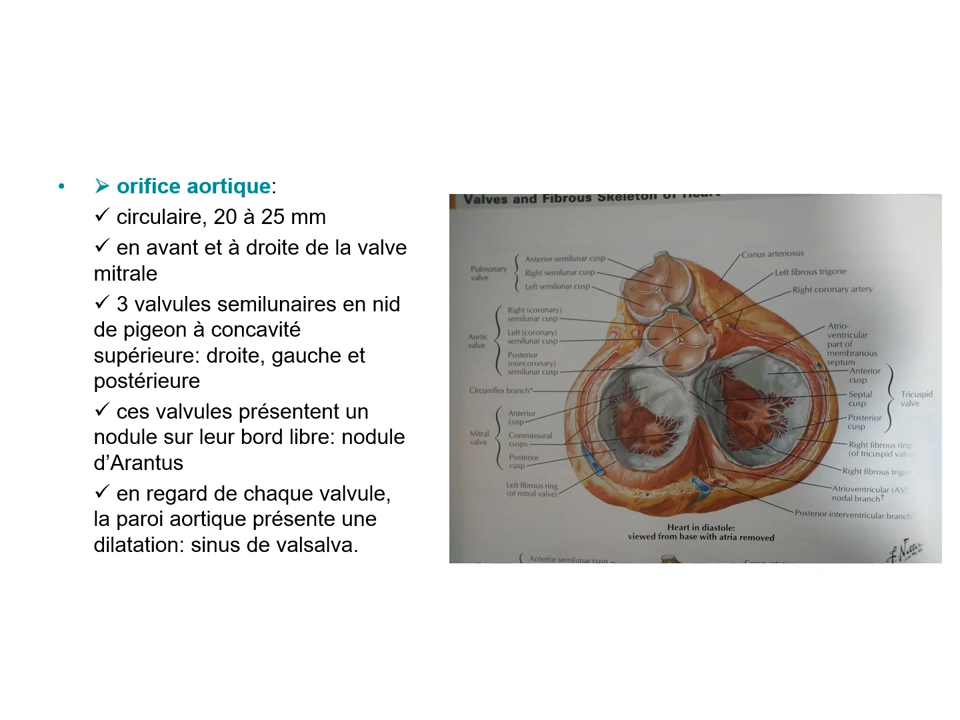 • ➢ orifice aortique:
✓ circulaire, 20 à 25 mm
✓ en avant et à droite de la valve
mitrale
✓ 3 valvules semilunaires en nid
de pigeon à concavité
supérieure: droite, gauche et
postérieure
✓ ces valvules présentent un
nodule sur leur bord libre: nodule
d'Arantus
✓ en regard de chaque valvule,
la paroi aortique présente une
dilatation: sinus de valsalva.
Valves and Fibrous Skeleton of Heart
Pulmonary
valve
Anterior semilunar cusp
Right semilunar cusp
Left semilunar cusp
Aortic
valve
Right (coronary)
semilunar cusp
Left (coronary)
semilunar cusp
Posterior
(noncoronary)
semilunar cusp
Circumflex branch*
Mitral
valve
Anterior
cusp
Commissural
cusps
Posterior
cusp
Left fibrous ring
(of mitral valve)
Conus arteriosus
Left fibrous trigone
Right coronary artery
Atrio-
ventricular
part of
membranous
septum
Anterior
cusp
Septal
cusp
Posterior
cusp
Tricuspid
valve
Right fibrous ring
(of tricuspid
Right fibrous
Atrioventricular (AV)
nodal branch†
Posterior interventricular branch
Heart in diastole:
viewed from base with atria removed
F. Netter
Anterior semilunar cusp